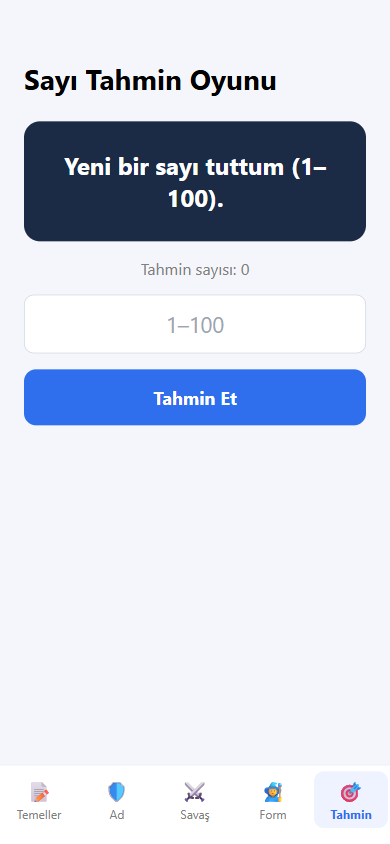 Sayı Tahmin Oyunu
Yeni bir sayı tuttum (1–
100).
Tahmin sayısı: 0
1–100
Tahmin Et
Temeller
Ad
Savaş
Form
Tahmin